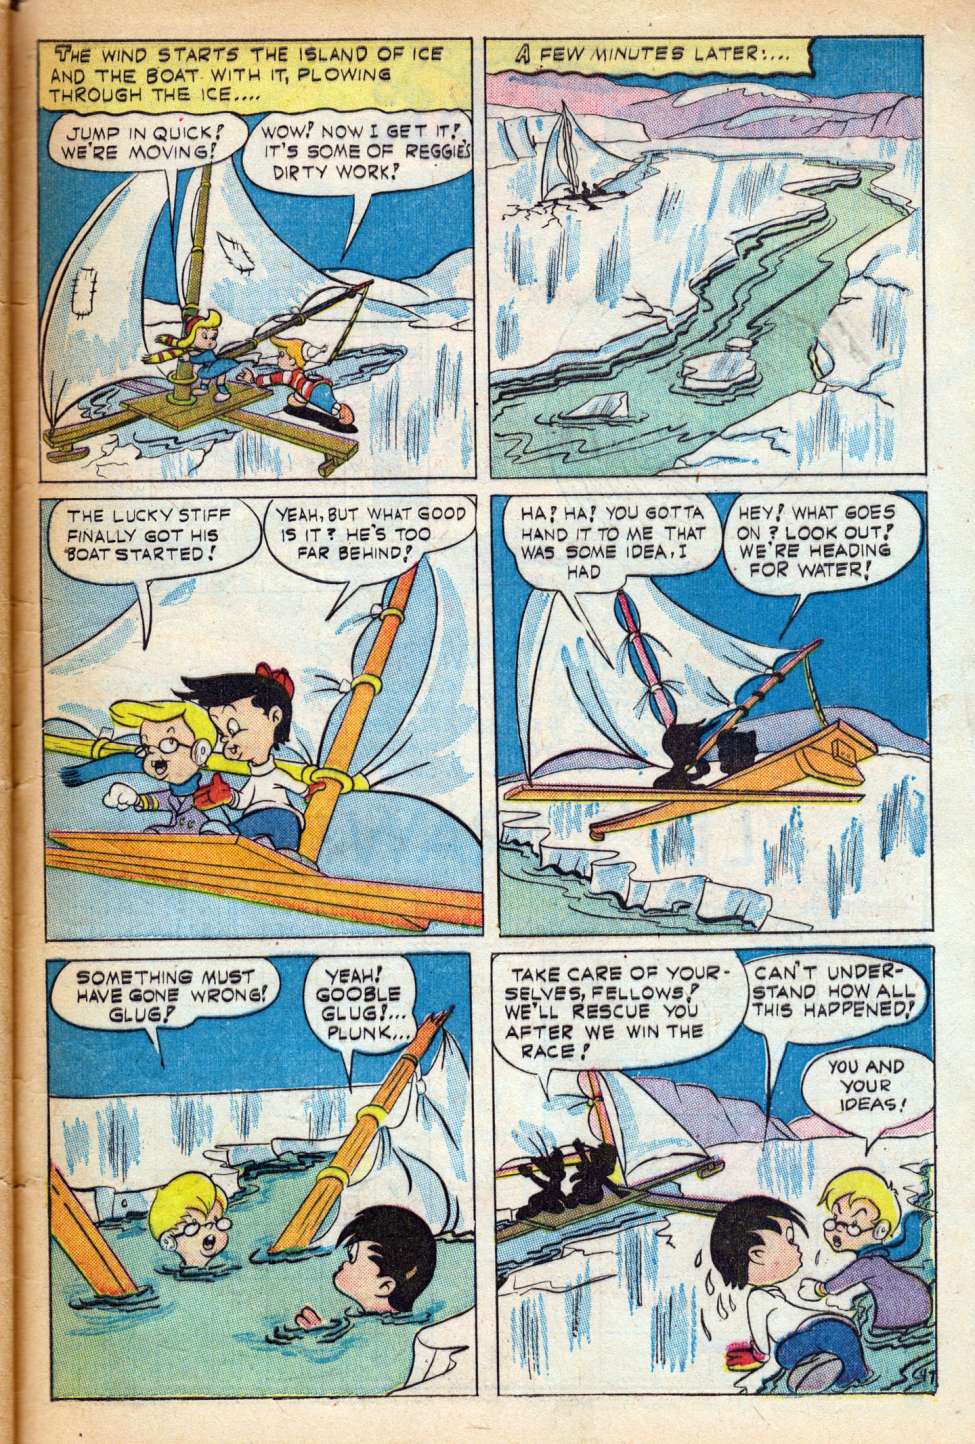 THE WIND STARTS THE ISLAND OF ICE
AND THE BOAT WITH IT, PLOWING
THROUGH THE ICE....
JUMP IN QUICK!
WE'RE MOVING!
WOW! NOW I GET IT!
IT'S SOME OF REGGIE'S
DIRTY WORK!
A FEW MINUTES LATER:...
THE LUCKY STIFF
FINALLY GOT HIS
BOAT STARTED!
YEAH, BUT WHAT GOOD
IS IT? HE'S TOO
FAR BEHIND!
HA! HA! YOU GOTTA
HAND IT TO ME THAT
WAS SOME IDEA, I
HAD
HEY! WHAT GOES
ON? LOOK OUT!
WE'RE HEADING
FOR WATER!
SOMETHING MUST
HAVE GONE WRONG!
GLUG!
YEAH!
GOOBLE
GLUG!...
PLUNK...
TAKE CARE OF YOUR-
SELVES, FELLOWS!
WE'LL RESCUE YOU
AFTER WE WIN THE
RACE!
CAN'T UNDER-
STAND HOW ALL
THIS HAPPENED!
YOU AND
YOUR
IDEAS!